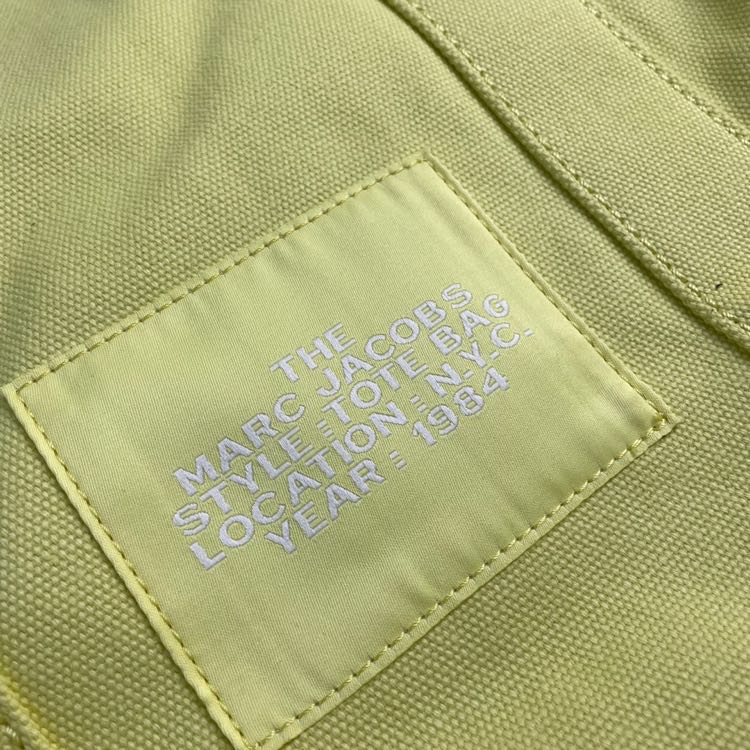 THE
MARC JACOBS
STYLE : TOTE BAG
LOCATION : N.Y.C.
YEAR : 1984